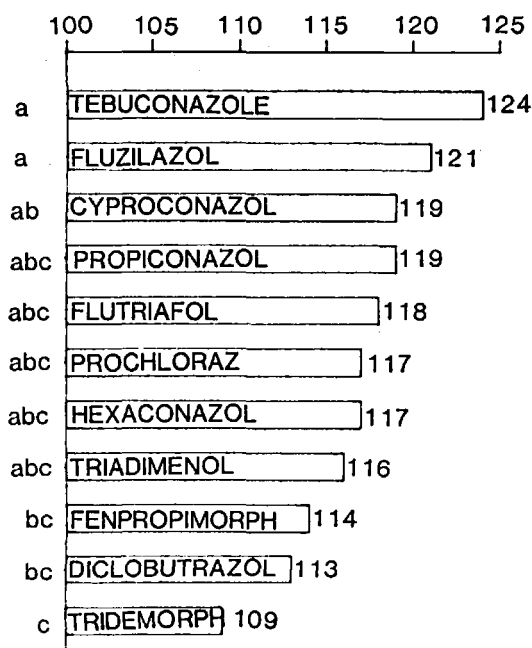 100 105 110 115 120 125
a TEBUCONAZOLE 124
a FLUZILAZOL 121
ab CYPROCONAZOL 119
abc PROPICONAZOL 119
abc FLUTRIAFOL 118
abc PROCHLORAZ 117
abc HEXACONAZOL 117
abc TRIADIMENOL 116
bc FENPROPIMORPH 114
bc DICLOBUTRAZOL 113
c TRIDEMORPH 109